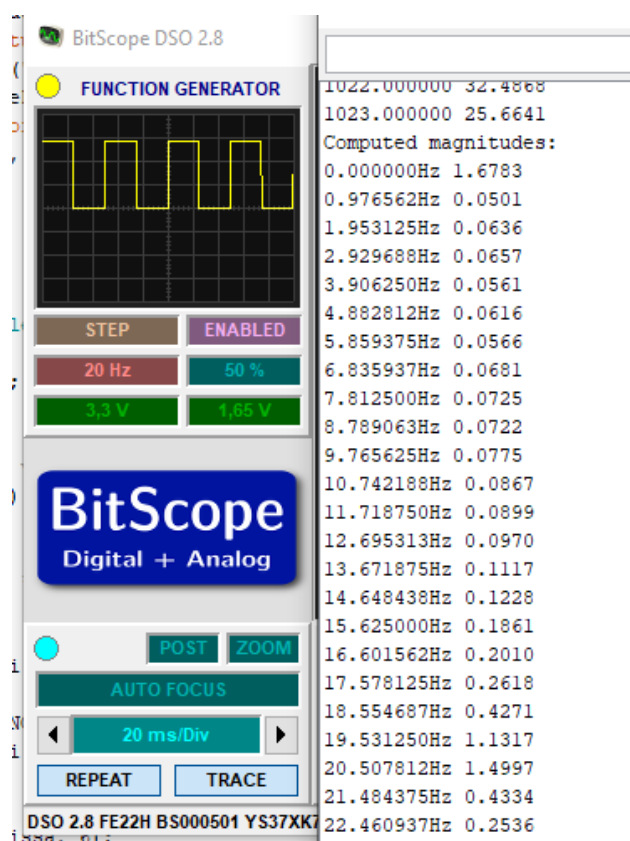 BitScope DSO 2.8
FUNCTION GENERATOR
STEP
ENABLED
20 Hz
50 %
3,3 V
1,65 V
BitScope
Digital + Analog
POST
ZOOM
AUTO FOCUS
20 ms/Div
REPEAT
TRACE
DSO 2.8 FE22H BS000501 YS37XK7
1022.000000 32.4868
1023.000000 25.6641
Computed magnitudes:
0.000000Hz 1.6783
0.976562Hz 0.0501
1.953125Hz 0.0636
2.929688Hz 0.0657
3.906250Hz 0.0561
4.882812Hz 0.0616
5.859375Hz 0.0566
6.835937Hz 0.0681
7.812500Hz 0.0725
8.789063Hz 0.0722
9.765625Hz 0.0775
10.742188Hz 0.0867
11.718750Hz 0.0899
12.695313Hz 0.0970
13.671875Hz 0.1117
14.648438Hz 0.1228
15.625000Hz 0.1861
16.601562Hz 0.2010
17.578125Hz 0.2618
18.554687Hz 0.4271
19.531250Hz 1.1317
20.507812Hz 1.4997
21.484375Hz 0.4334
22.460937Hz 0.2536